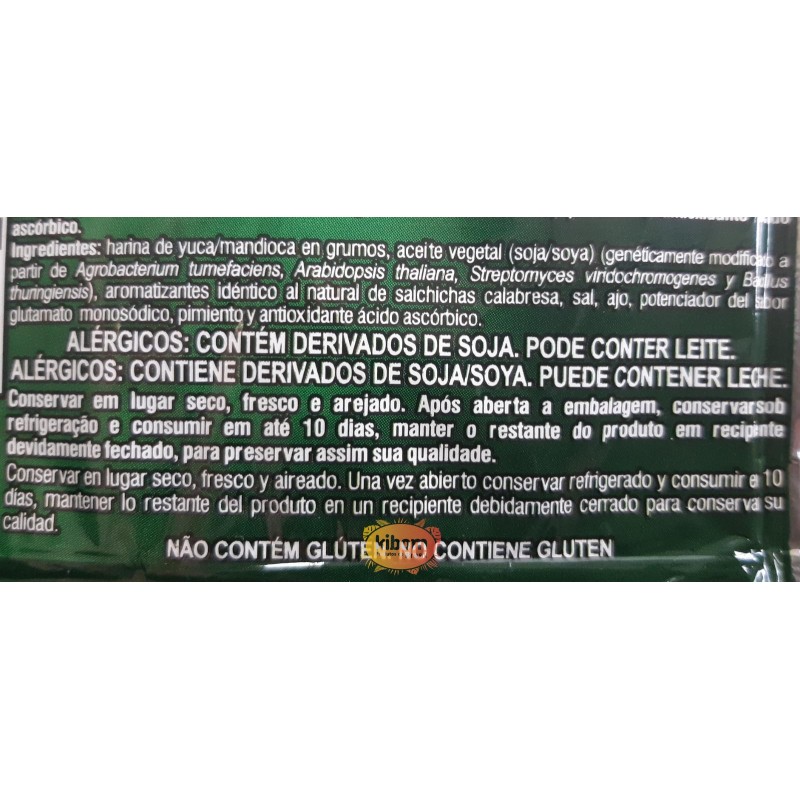 ascórbico.
Ingredientes: harina de yuca/mandioca en grumos, aceite vegetal (soja/soya) (genéticamente modificado a
partir de Agrobacterium tumefaciens, Arabidopsis thaliana, Streptomyces viridochromogenes y Bacillus
thuringiensis), aromatizantes idéntico al natural de salchichas calabresa, sal, ajo, potenciador del sabor
glutamato monosódico, pimiento y antioxidante ácido ascórbico.
ALÉRGICOS: CONTÉM DERIVADOS DE SOJA. PODE CONTER LEITE.
ALÉRGICOS: CONTIENE DERIVADOS DE SOJA/SOYA. PUEDE CONTENER LECHE.
Conservar em lugar seco, fresco e arejado. Após aberta a embalagem, conservar sob
refrigeração e consumir em até 10 dias, manter o restante do produto em recipiente
devidamente fechado, para preservar assim sua qualidade.
Conservar en lugar seco, fresco y aireado. Una vez abierto conservar refrigerado y consumir 10
días, mantener lo restante del producto en un recipiente debidamente cerrado para conserva su
calidad.
NÃO CONTÉM GLÚTEN NO CONTIENE GLUTEN